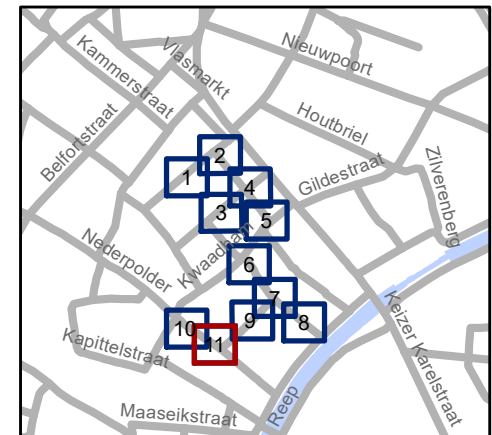 Vlasmarkt
Nieuwpoort
Kammerstraat
Houtbriel
Belfortstraat
Gildestraat
Zilverenberg
2
1
4
3
5
Kwaadham
Nederpolder
6
7
Keizer Karelstraat
10
9
8
11
Kapittelstraat
Maaseikstraat
Reep